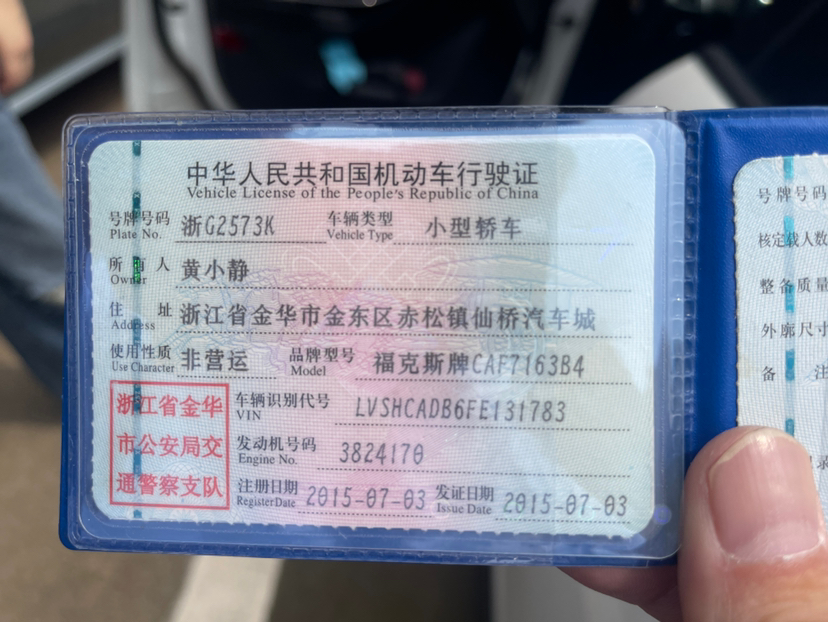 中华人民共和国机动车行驶证
Vehicle License of the People's Republic of China
号牌号码 浙G2573K 车辆类型 小型轿车
Plate No. Vehicle Type
所有人 黄小静
Owner
住址 浙江省金华市金东区赤松镇仙桥汽车城
Address
使用性质 非营运 品牌型号 福克斯牌CAF7163B4
Use Character Model
浙江省金华 车辆识别代号 LVSHCADB6FE131783
VIN
市公安局交 发动机号码 3824170
Engine No.
通警察支队 注册日期 2015-07-03 发证日期 2015-07-03
Register Date Issue Date
号牌号码
核定载人数
整备质量
外廓尺寸
备注